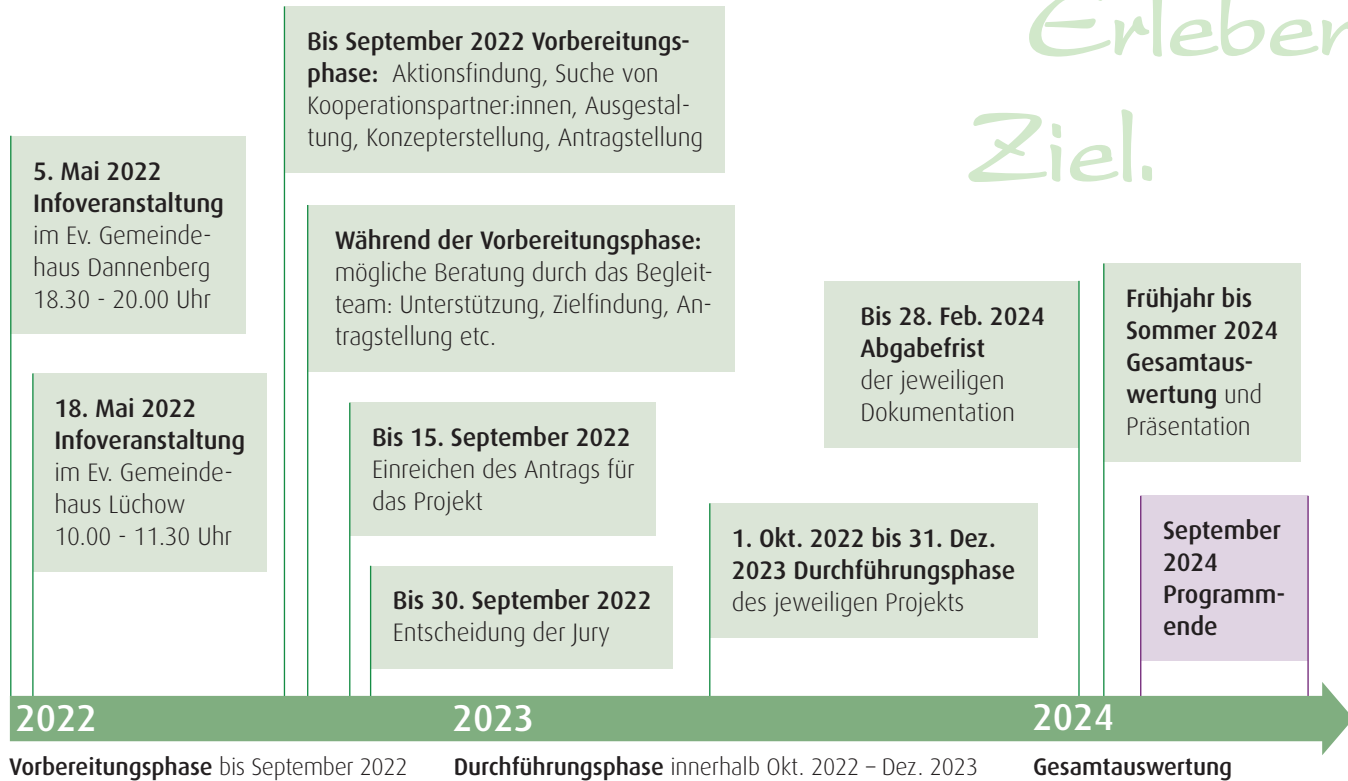 Erleben
Ziel.
Bis September 2022 Vorbereitungs-
phase: Aktionsfindung, Suche von
Kooperationspartner:innen, Ausgestal-
tung, Konzepterstellung, Antragstellung
5. Mai 2022
Infoveranstaltung
im Ev. Gemeinde-
haus Dannenberg
18.30 - 20.00 Uhr
Während der Vorbereitungsphase:
mögliche Beratung durch das Begleit-
team: Unterstützung, Zielfindung, An-
tragstellung etc.
18. Mai 2022
Infoveranstaltung
im Ev. Gemeinde-
haus Lüchow
10.00 - 11.30 Uhr
Bis 15. September 2022
Einreichen des Antrags für
das Projekt
Bis 30. September 2022
Entscheidung der Jury
1. Okt. 2022 bis 31. Dez.
2023 Durchführungsphase
des jeweiligen Projekts
Bis 28. Feb. 2024
Abgabefrist
der jeweiligen
Dokumentation
Frühjahr bis
Sommer 2024
Gesamtaus-
wertung und
Präsentation
September
2024
Programm-
ende
2022 2023 2024
Vorbereitungsphase bis September 2022 Durchführungsphase innerhalb Okt. 2022 – Dez. 2023 Gesamtauswertung